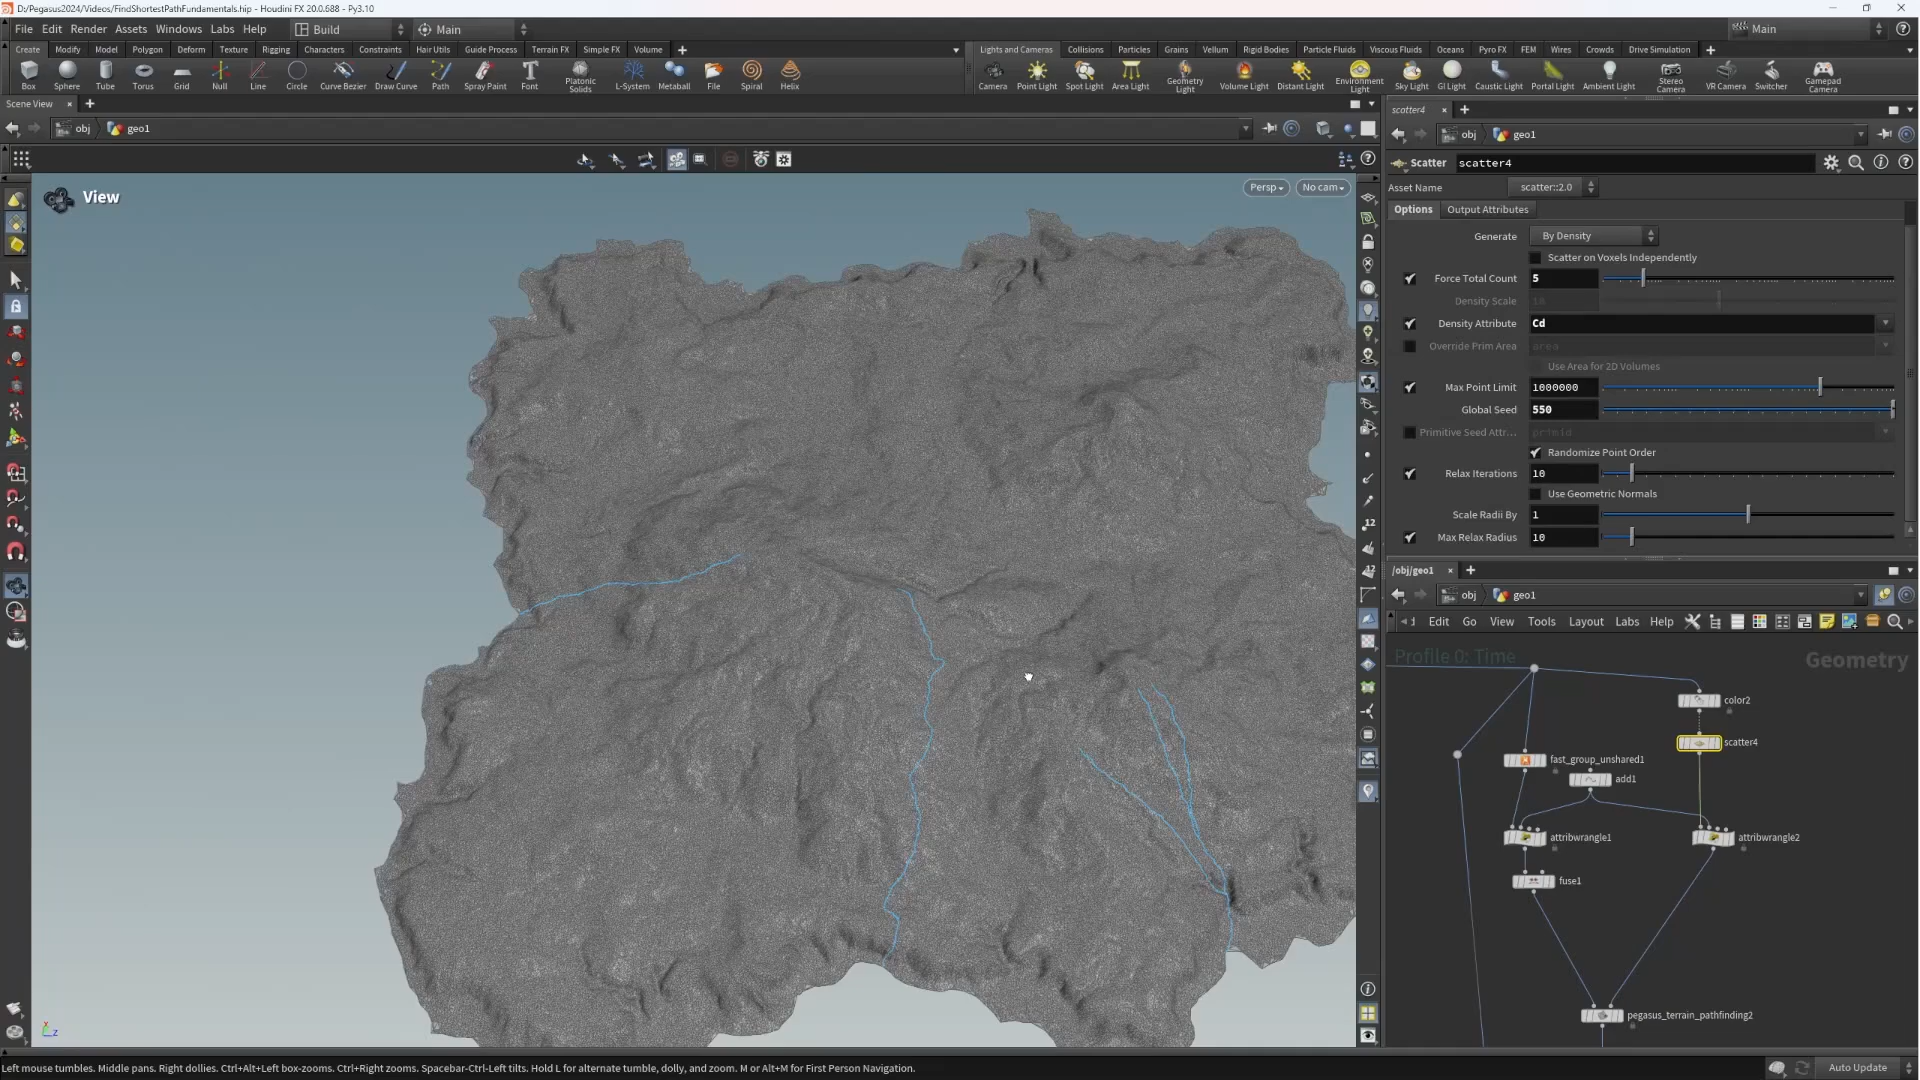 D:/Pegasus2024/Videos/FindShortestPathFundamentals.hip - Houdini FX 20.0.688 - Py3.10
File Edit Render Assets Windows Labs Help Build Main Main
Create Modify Model Polygon Deform Texture Rigging Characters Constraints Hair Utils Guide Process Terrain FX Simple FX Volume
Lights and Cameras Collisions Particles Grains Vellum Rigid Bodies Particle Fluids Viscous Fluids Oceans Pyro FX FEM Wires Crowds Drive Simulation
Box Sphere Tube Torus Grid Null Line Circle Curve Bezier Draw Curve Path Spray Paint Font Platonic Solids L-System Metaball File Spiral Helix
Camera Point Light Spot Light Area Light Geometry Light Volume Light Distant Light Environment Light Sky Light GI Light Caustic Light Portal Light Ambient Light Stereo Camera VR Camera Switcher Gamepad Camera
Scene View
obj geo1
View
Persp No cam
scatter4
obj geo1
Scatter scatter4
Asset Name scatter::2.0
Options Output Attributes
Generate By Density
Scatter on Voxels Independently
Force Total Count 5
Density Scale 10
Density Attribute Cd
Override Prim Area area
Use Area for 2D Volumes
Max Point Limit 1000000
Global Seed 550
Primitive Seed Attr... primid
Randomize Point Order
Relax Iterations 10
Use Geometric Normals
Scale Radii By 1
Max Relax Radius 10
/obj/geo1
obj geo1
Edit Go View Tools Layout Labs Help
Profile 0: Time
Geometry
color2
scatter4
fast_group_unshared1
add1
attribwrangle1
attribwrangle2
fuse1
pegasus_terrain_pathfinding2
12
12
Left mouse tumbles. Middle pans. Right dollies. Ctrl+Alt+Left box-zooms. Ctrl+Right zooms. Spacebar-Ctrl-Left tilts. Hold L for alternate tumble, dolly, and zoom. M or Alt+M for First Person Navigation.
Auto Update